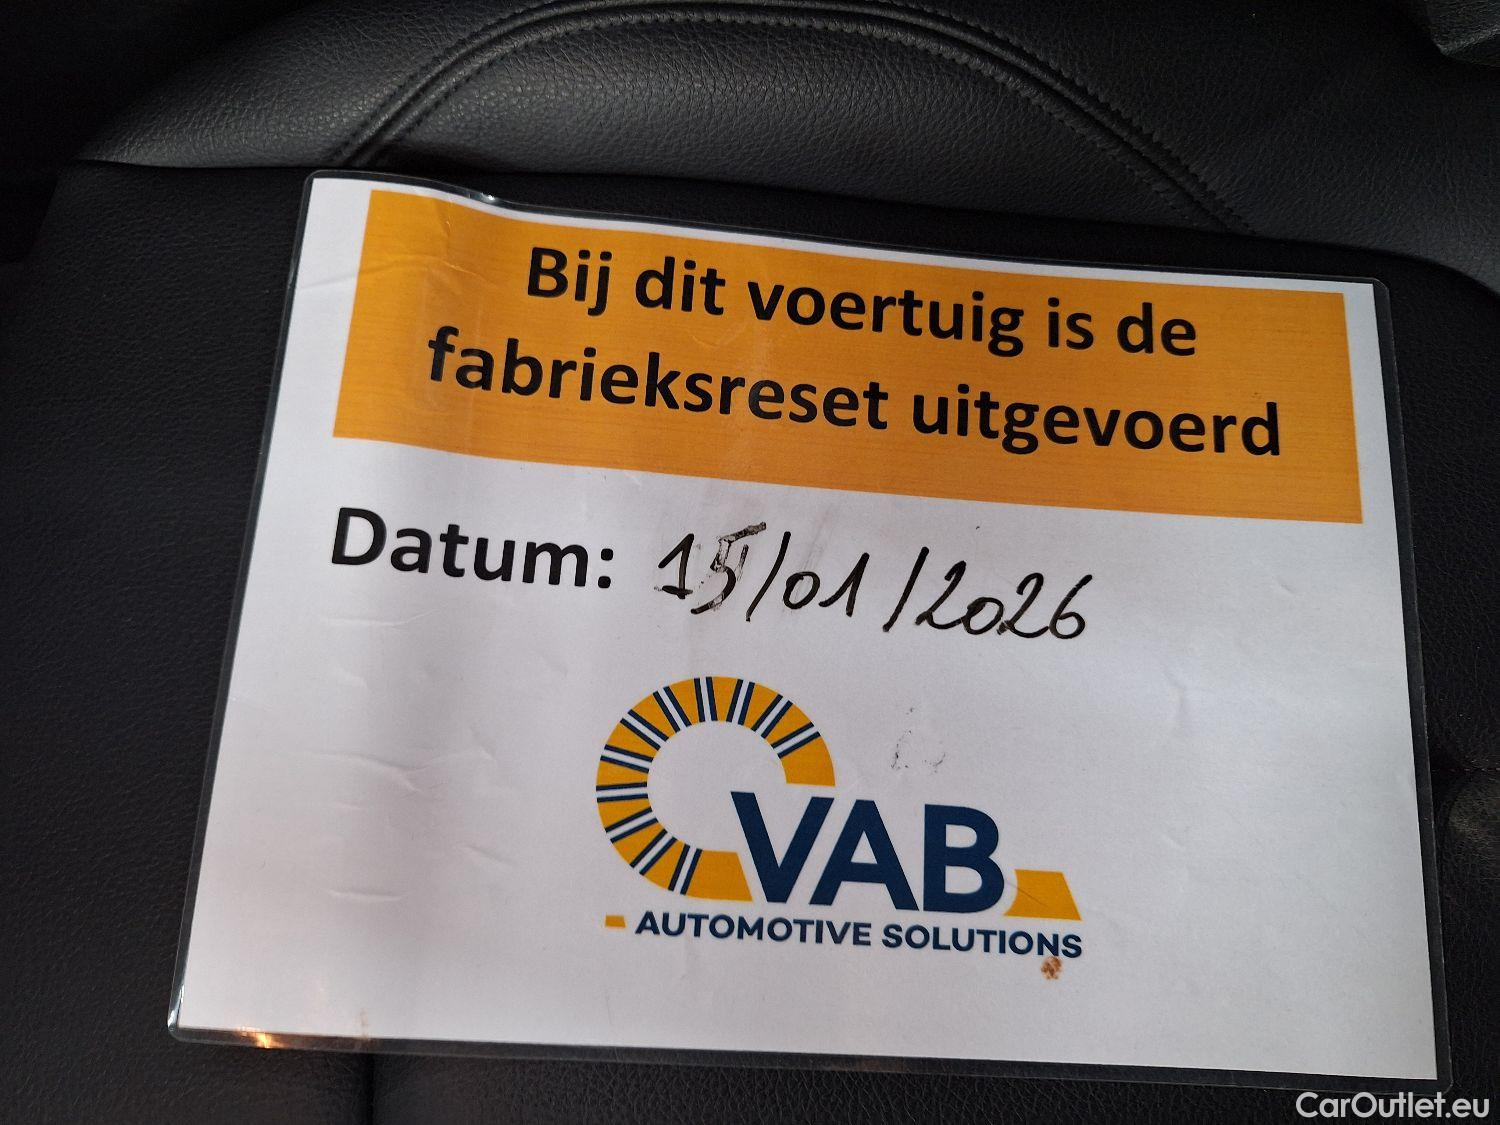 Bij dit voertuig is de
fabrieksreset uitgevoerd
Datum: 15/01/2026
VAB
AUTOMOTIVE SOLUTIONS
CarOutlet.eu